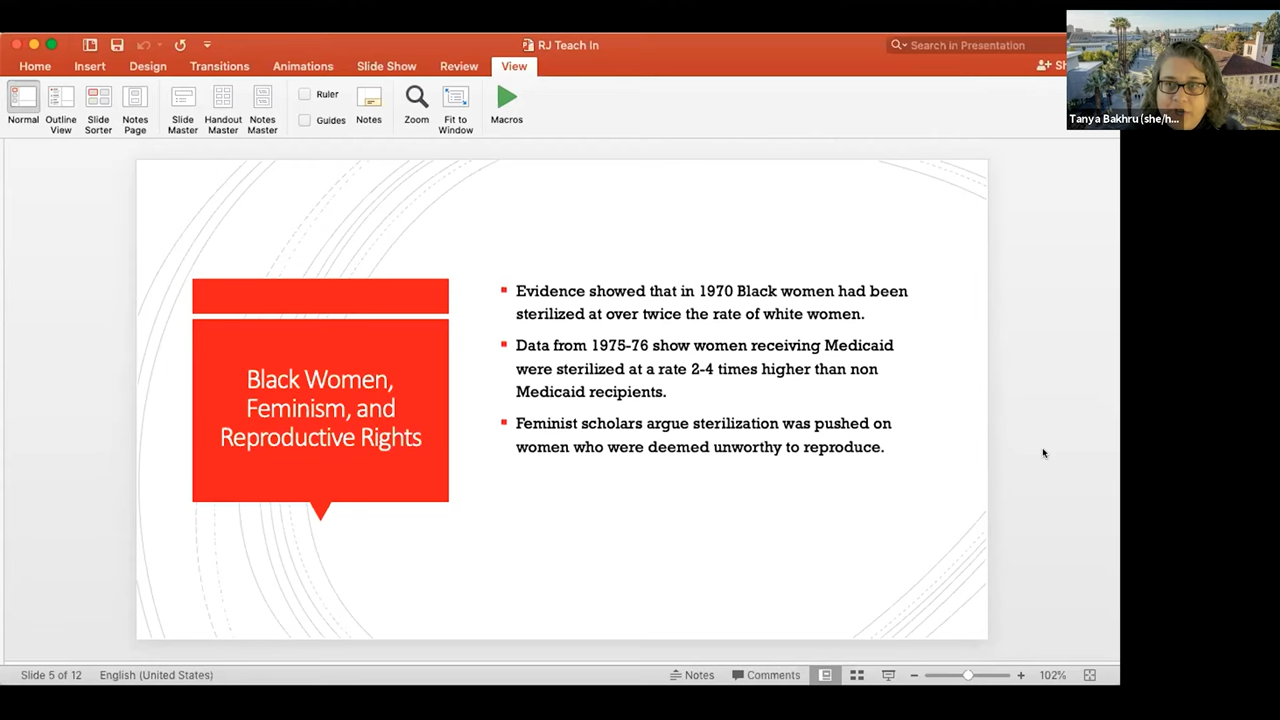 RJ Teach In
Search in Presentation
Home Insert Design Transitions Animations Slide Show Review View
Sh
Normal
Outline View
Slide Sorter
Notes Page
Slide Master
Handout Master
Notes Master
Ruler
Guides
Notes
Zoom
Fit to Window
Macros
Tanya Bakhru (she/h...
Black Women,
Feminism, and
Reproductive Rights
Evidence showed that in 1970 Black women had been
sterilized at over twice the rate of white women.
Data from 1975-76 show women receiving Medicaid
were sterilized at a rate 2-4 times higher than non
Medicaid recipients.
Feminist scholars argue sterilization was pushed on
women who were deemed unworthy to reproduce.
Slide 5 of 12 English (United States) Notes Comments 102%